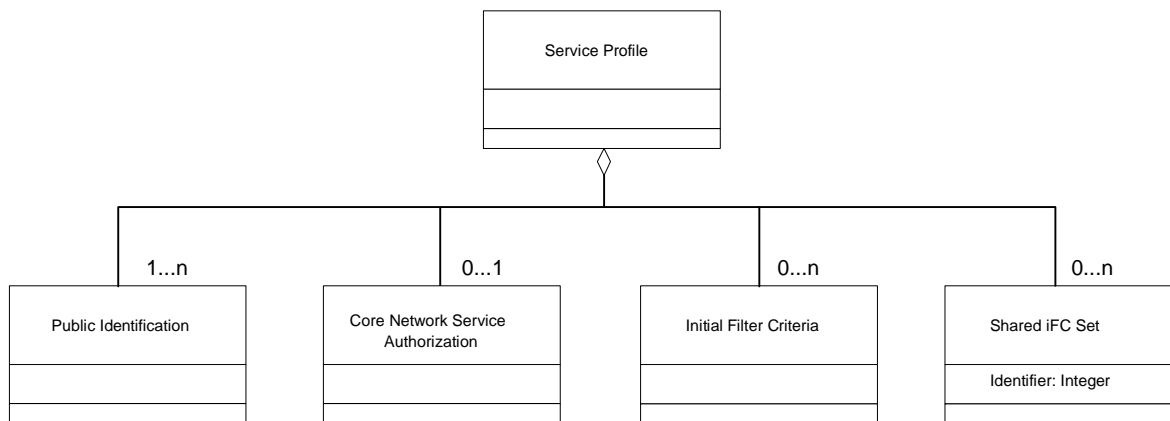 Service Profile
1...n
0...1
0...n
0...n
Public Identification
Core Network Service
Authorization
Initial Filter Criteria
Shared iFC Set
Identifier: Integer